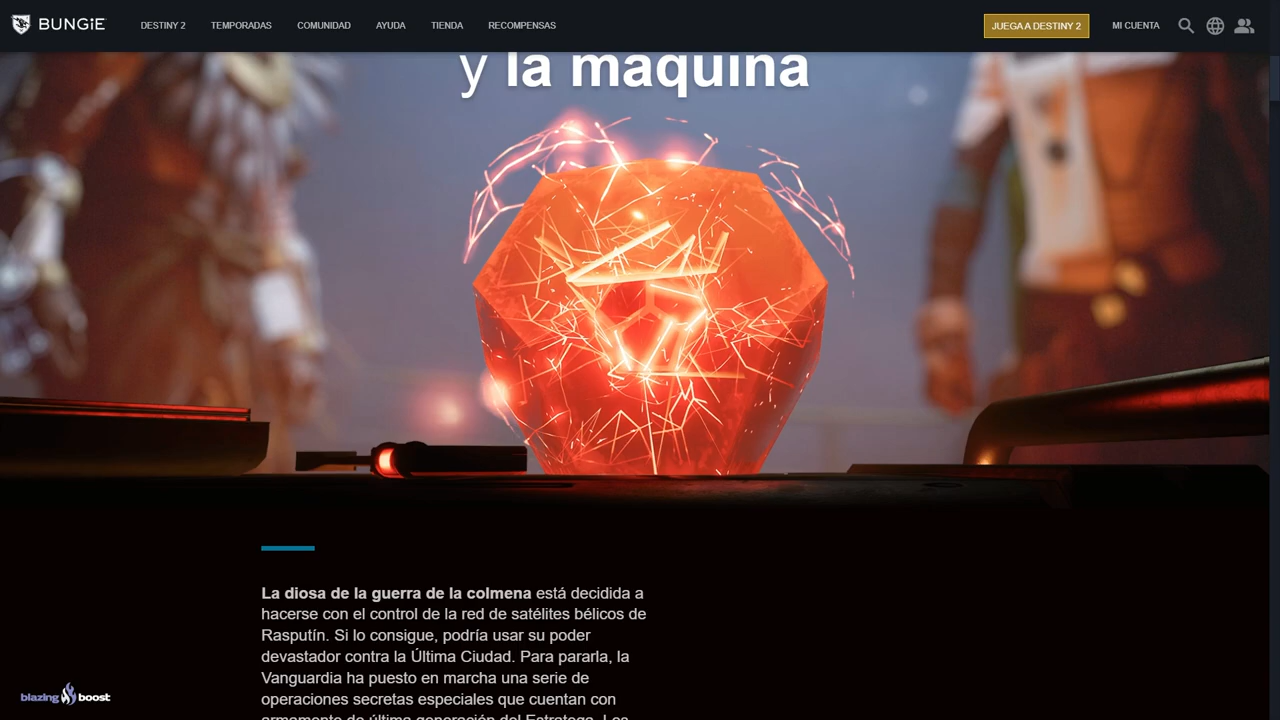 BUNGiE
DESTINY 2
TEMPORADAS
COMUNIDAD
AYUDA
TIENDA
RECOMPENSAS
JUEGA A DESTINY 2
MI CUENTA
y la máquina
La diosa de la guerra de la colmena está decidida a
hacerse con el control de la red de satélites bélicos de
Rasputín. Si lo consigue, podría usar su poder
devastador contra la Última Ciudad. Para pararla, la
Vanguardia ha puesto en marcha una serie de
operaciones secretas especiales que cuentan con
armamento de última generación del Estratega. Los
blazing boost